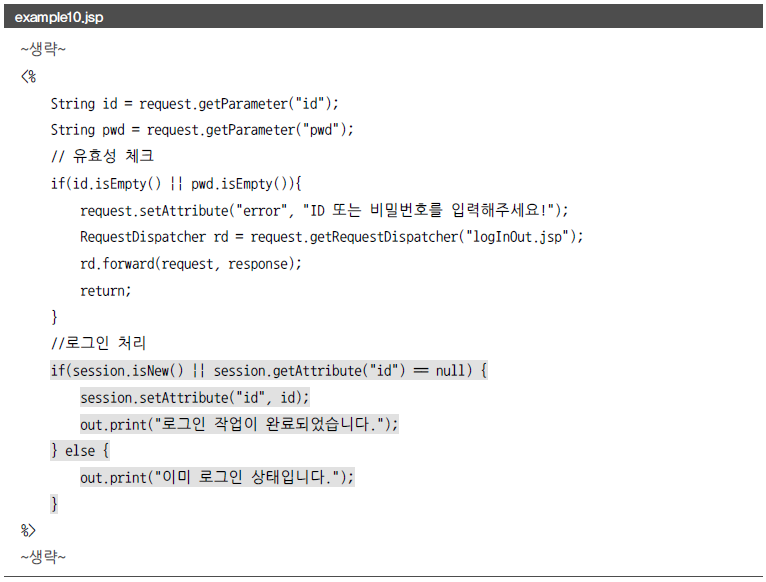 example10.jsp
~생략~
<%
String id = request.getParameter("id");
String pwd = request.getParameter("pwd");
// 유효성 체크
if(id.isEmpty() || pwd.isEmpty()){
request.setAttribute("error", "ID 또는 비밀번호를 입력해주세요!");
RequestDispatcher rd = request.getRequestDispatcher("logInOut.jsp");
rd.forward(request, response);
return;
}
//로그인 처리
if(session.isNew() || session.getAttribute("id") == null) {
session.setAttribute("id", id);
out.print("로그인 작업이 완료되었습니다.");
} else {
out.print("이미 로그인 상태입니다.");
}
%>
~생략~